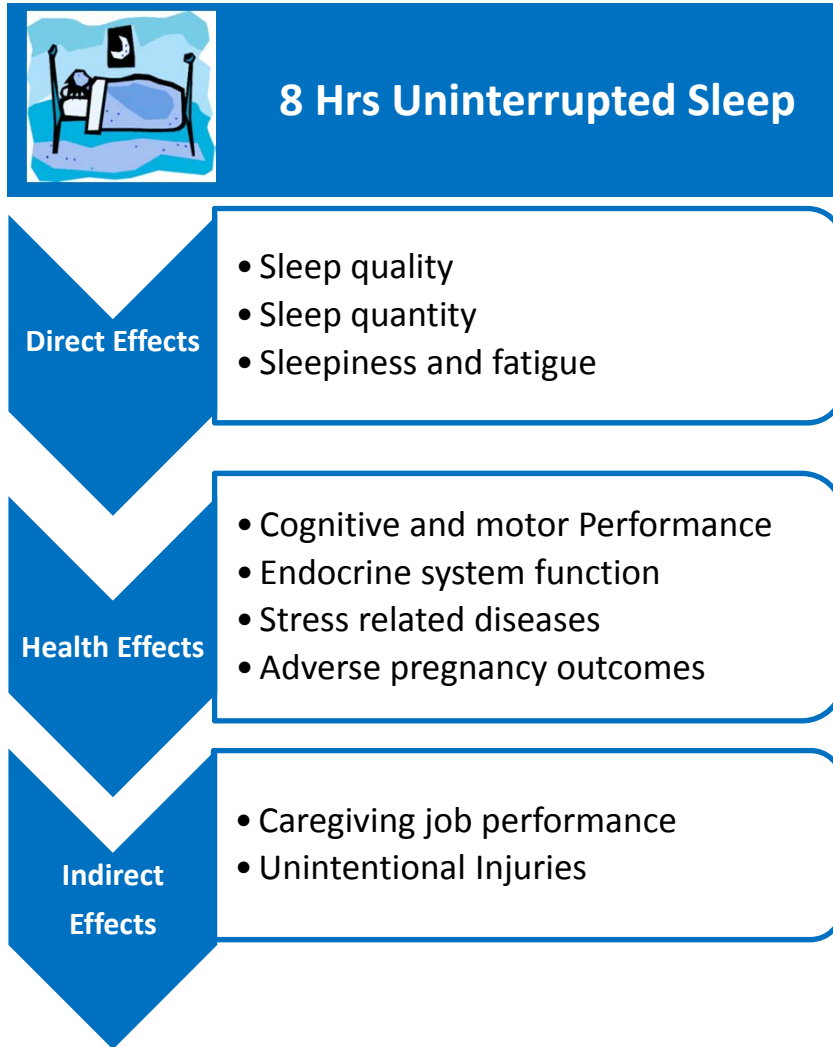 8 Hrs Uninterrupted Sleep
Direct Effects
• Sleep quality
• Sleep quantity
• Sleepiness and fatigue
Health Effects
• Cognitive and motor Performance
• Endocrine system function
• Stress related diseases
• Adverse pregnancy outcomes
Indirect
Effects
• Caregiving job performance
• Unintentional Injuries